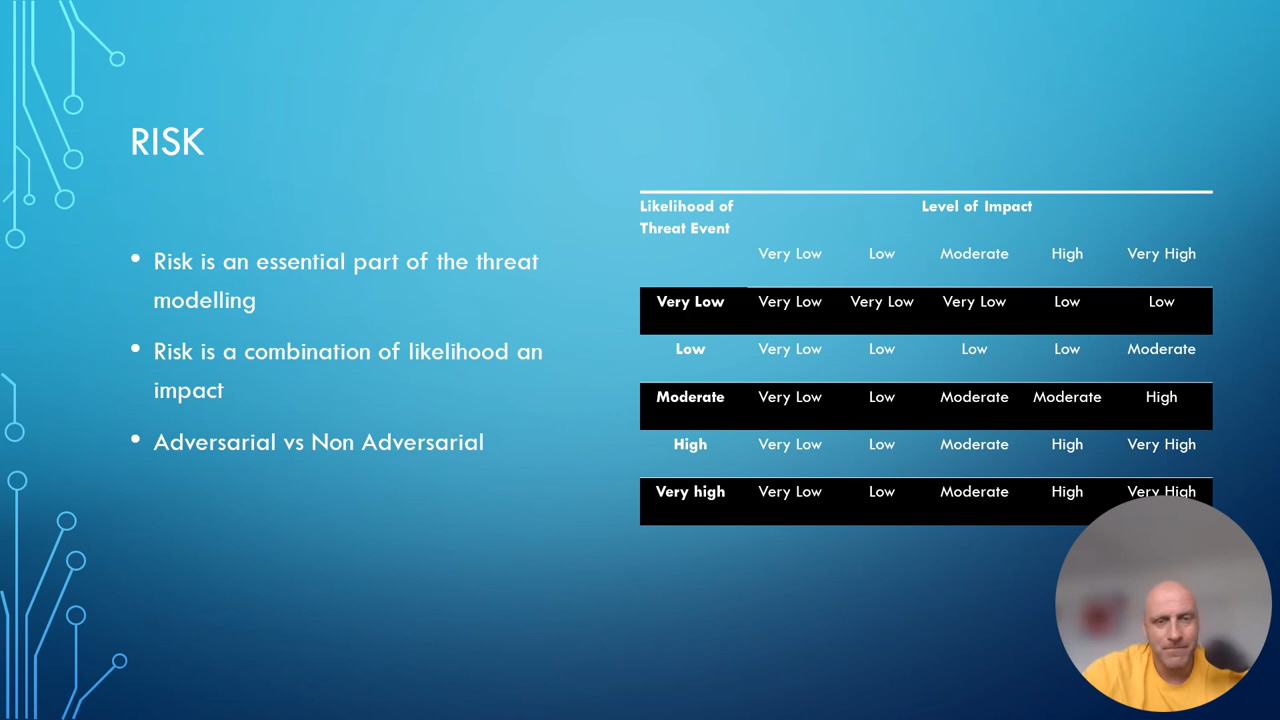 RISK
• Risk is an essential part of the threat
modelling
• Risk is a combination of likelihood an
impact
• Adversarial vs Non Adversarial
Likelihood of Level of Impact
Threat Event
Very Low Low Moderate High Very High
Very Low Very Low Very Low Very Low Low Low
Low Very Low Low Low Low Moderate
Moderate Very Low Low Moderate Moderate High
High Very Low Low Moderate High Very High
Very high Very Low Low Moderate High Very High